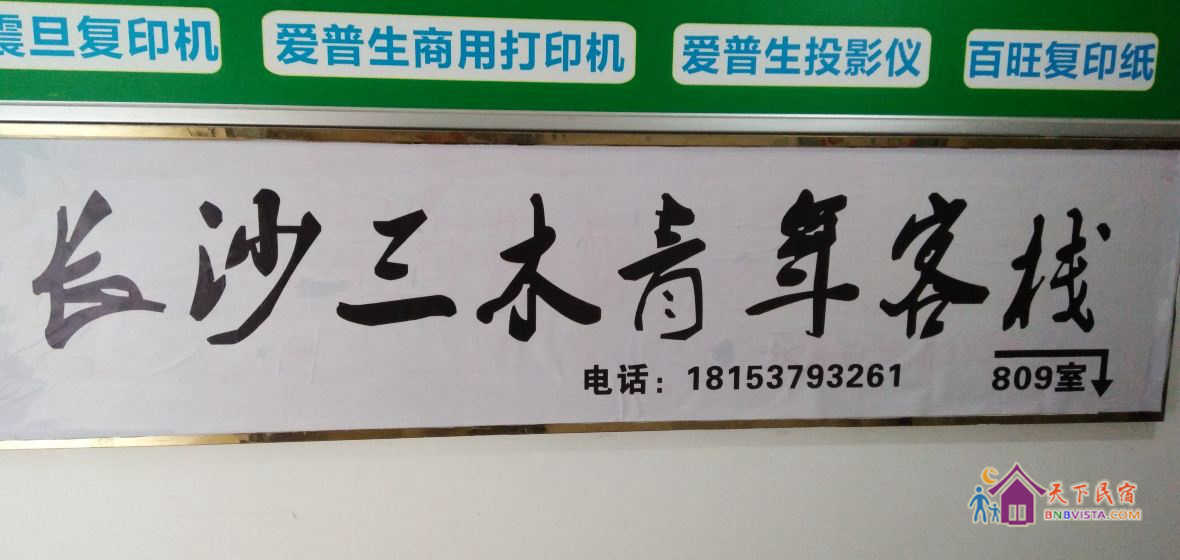 震旦复印机 爱普生商用打印机 爱普生投影仪 百旺复印纸
长沙三木青年客栈
电话：18153793261 809室
天下民宿
BNBVISTA.COM